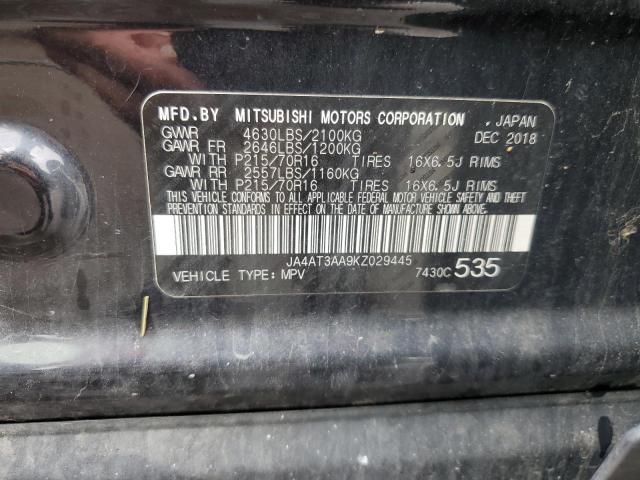 MFD.BY MITSUBISHI MOTORS CORPORATION . JAPAN
GVWR 4630LBS/2100KG DEC 2018
GAWR FR 2646LBS/1200KG
WITH P215/70R16 TIRES 16X6.5J RIMS
GAWR RR 2557LBS/1160KG
WITH P215/70R16 TIRES 16X6.5J RIMS
THIS VEHICLE CONFORMS TO ALL APPLICABLE FEDERAL MOTOR VEHICLE SAFETY AND THEFT
PREVENTION STANDARDS IN EFFECT ON THE DATE OF MANUFACTURE SHOWN ABOVE.
JA4AT3AA9KZ029445
VEHICLE TYPE: MPV 7430C 535